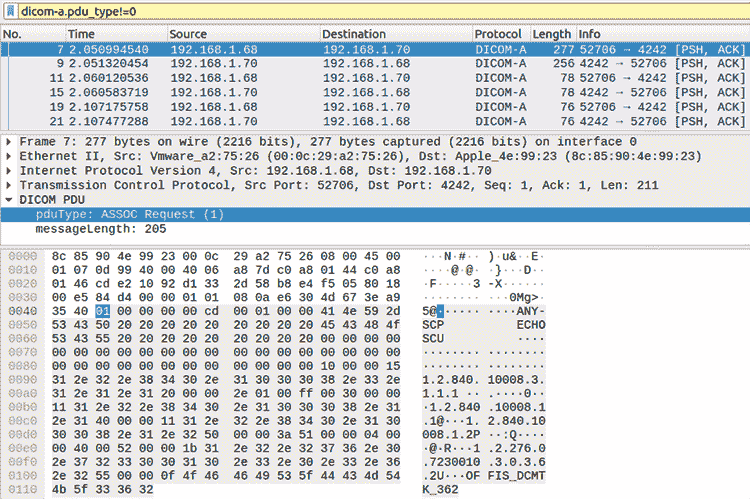 dicom-a.pdu_type!=0
No. Time Source Destination Protocol Length Info
7 2.050994540 192.168.1.68 192.168.1.70 DICOM-A 277 52706 → 4242 [PSH, ACK]
9 2.051320454 192.168.1.70 192.168.1.68 DICOM-A 256 4242 → 52706 [PSH, ACK]
11 2.060120536 192.168.1.68 192.168.1.70 DICOM-A 78 52706 → 4242 [PSH, ACK]
15 2.060583719 192.168.1.70 192.168.1.68 DICOM-A 78 4242 → 52706 [PSH, ACK]
19 2.107175758 192.168.1.68 192.168.1.70 DICOM-A 76 52706 → 4242 [PSH, ACK]
21 2.107477288 192.168.1.70 192.168.1.68 DICOM-A 76 4242 → 52706 [PSH, ACK]
Frame 7: 277 bytes on wire (2216 bits), 277 bytes captured (2216 bits) on interface 0
Ethernet II, Src: Vmware_a2:75:26 (00:0c:29:a2:75:26), Dst: Apple_4e:99:23 (8c:85:90:4e:99:23)
Internet Protocol Version 4, Src: 192.168.1.68, Dst: 192.168.1.70
Transmission Control Protocol, Src Port: 52706, Dst Port: 4242, Seq: 1, Ack: 1, Len: 211
DICOM PDU
pduType: ASSOC Request (1)
messageLength: 205
0000 8c 85 90 4e 99 23 00 0c 29 a2 75 26 08 00 45 00 ···N·#·· )·u&··E·
0010 01 07 0d 99 40 00 40 06 a8 7d c0 a8 01 44 c0 a8 ····@·@· ·}···D··
0020 01 46 cd e2 10 92 d1 33 2d 58 b8 e4 f5 05 80 18 ·F·····3 -X······
0030 00 e5 84 d4 00 00 01 01 08 0a e6 30 4d 67 3e a9 ········ ···0Mg>·
0040 35 40 01 00 00 00 00 cd 00 01 00 00 41 4e 59 2d 5@······ ····ANY-
0050 53 43 50 20 20 20 20 20 20 20 20 20 45 43 48 4f SCP ECHO
0060 53 43 55 20 20 20 20 20 20 20 20 20 00 00 00 00 SCU ····
0070 00 00 00 00 00 00 00 00 00 00 00 00 00 00 00 00 ········ ········
0080 00 00 00 00 00 00 00 00 00 00 00 00 10 00 00 15 ········ ········
0090 31 2e 32 2e 38 34 30 2e 31 30 30 30 38 2e 33 2e 1.2.840. 10008.3.
00a0 31 2e 31 2e 31 20 00 00 2e 01 00 ff 00 30 00 00 1.1.1 ·· .····0··
00b0 11 31 2e 32 2e 38 34 30 2e 31 30 30 30 38 2e 31 ·1.2.840 .10008.1
00c0 2e 31 40 00 00 11 31 2e 32 2e 38 34 30 2e 31 30 .1@···1. 2.840.10
00d0 30 30 38 2e 31 2e 32 50 00 00 3a 51 00 00 04 00 008.1.2P ··:Q····
00e0 00 40 00 52 00 00 1b 31 2e 32 2e 32 37 36 2e 30 ·@·R···1 .2.276.0
00f0 2e 37 32 33 30 30 31 30 2e 33 2e 30 2e 33 2e 36 .7230010 .3.0.3.6
0100 2e 32 55 00 00 0f 4f 46 46 49 53 5f 44 43 4d 54 .2U···OF FIS_DCMT
0110 4b 5f 33 36 32 K_362